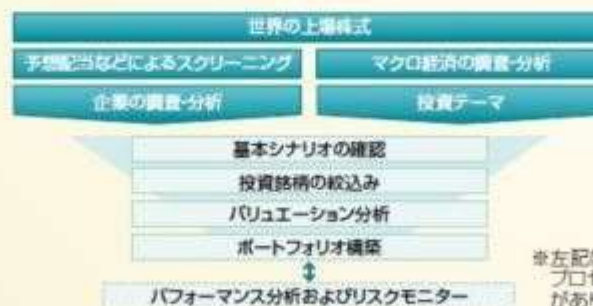 世界の上場株式
予想配当などによるスクリーニング
マクロ経済の調査・分析
企業の調査・分析
投資テーマ
基本シナリオの確認
投資銘柄の絞込み
バリュエーション分析
ポートフォリオ構築
パフォーマンス分析およびリスクモニター
※左記
プロセ
があ